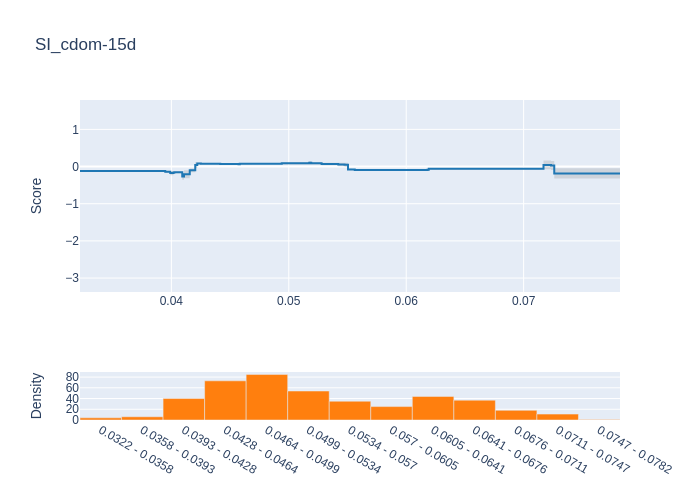 SI_cdom-15d
Score
1
0
−1
−2
−3
0.04
0.05
0.06
0.07
Density
80
60
40
20
0
0.0322 - 0.0358
0.0358 - 0.0393
0.0393 - 0.0428
0.0428 - 0.0464
0.0464 - 0.0499
0.0499 - 0.0534
0.0534 - 0.057
0.057 - 0.0605
0.0605 - 0.0641
0.0641 - 0.0676
0.0676 - 0.0711
0.0711 - 0.0747
0.0747 - 0.0782